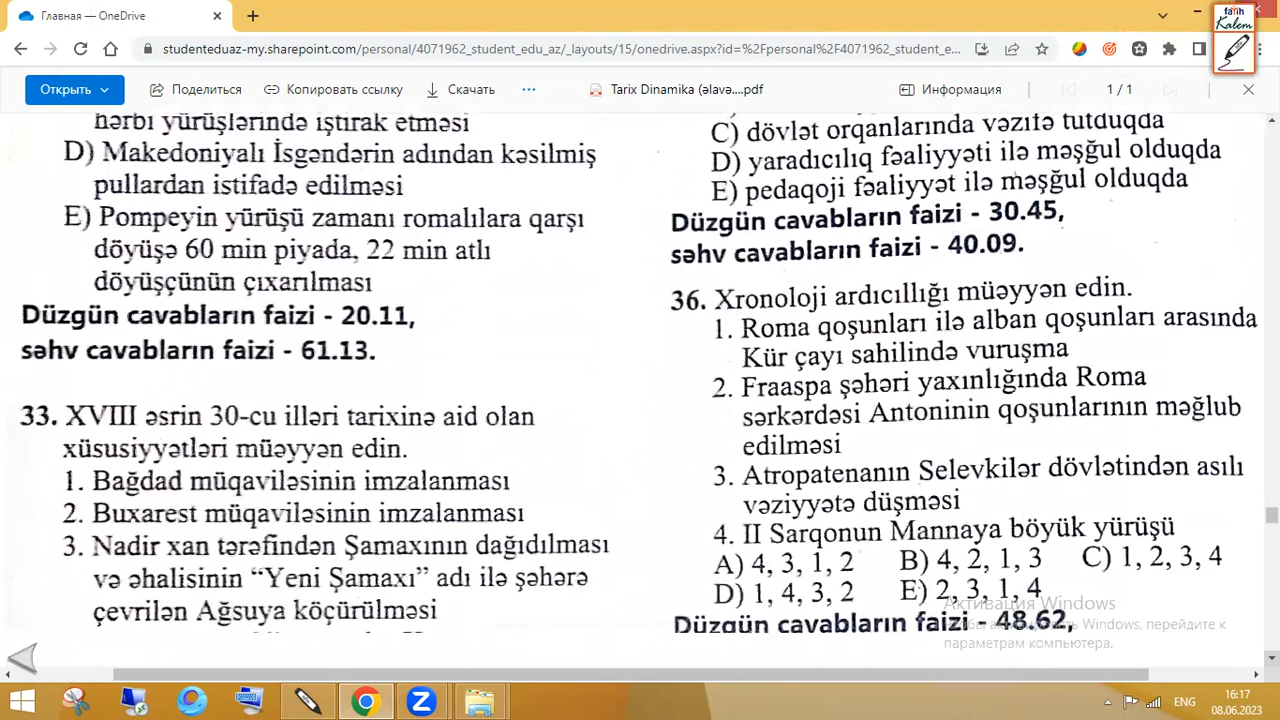 Главная — OneDrive
fatih
Kalem
studenteduaz-my.sharepoint.com/personal/4071962_student_edu_az/_layouts/15/onedrive.aspx?id=%2Fpersonal%2F4071962_student_e...
Открыть
Поделиться
Копировать ссылку
Скачать
...
Tarix Dinamika (əlavə....pdf
Информация
1 / 1
hərbi yürüşlərində iştirak etməsi
D) Makedoniyalı İsgəndərin adından kəsilmiş
pullardan istifadə edilməsi
E) Pompeyin yürüşü zamanı romalılara qarşı
döyüşə 60 min piyada, 22 min atlı
döyüşçünün çıxarılması
Düzgün cavabların faizi - 20.11,
səhv cavabların faizi - 61.13.
33. XVIII əsrin 30-cu illəri tarixinə aid olan
xüsusiyyətləri müəyyən edin.
1. Bağdad müqaviləsinin imzalanması
2. Buxarest müqaviləsinin imzalanması
3. Nadir xan tərəfindən Şamaxının dağıdılması
və əhalisinin “Yeni Şamaxı” adı ilə şəhərə
çevrilən Ağsuya köçürülməsi
C) dövlət orqanlarında vəzifə tutduqda
D) yaradıcılıq fəaliyyəti ilə məşğul olduqda
E) pedaqoji fəaliyyət ilə məşğul olduqda
Düzgün cavabların faizi - 30.45,
səhv cavabların faizi - 40.09.
36. Xronoloji ardıcıllığı müəyyən edin.
1. Roma qoşunları ilə alban qoşunları arasında
Kür çayı sahilində vuruşma
2. Fraaspa şəhəri yaxınlığında Roma
sərkərdəsi Antoninin qoşunlarının məğlub
edilməsi
3. Atropatenanın Selevkilər dövlətindən asılı
vəziyyətə düşməsi
4. II Sarqonun Mannaya böyük yürüşü
A) 4, 3, 1, 2 B) 4, 2, 1, 3 C) 1, 2, 3, 4
D) 1, 4, 3, 2 E) 2, 3, 1, 4
Düzgün cavabların faizi - 48.62,
Активация Windows
Windows, перейдите к
параметрам компьютера.
ENG
16:17
08.06.2023